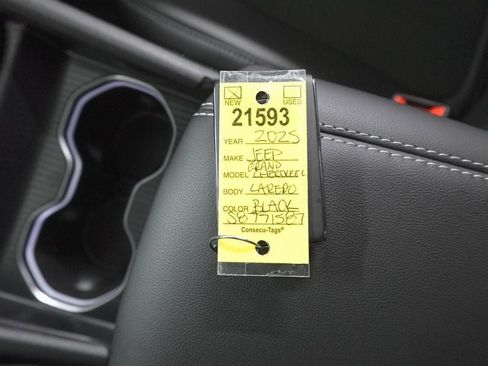 NEW USED
21593
YEAR 2025
MAKE JEEP
GRAND
MODEL CHEROKEE L
BODY LAREDO
COLOR BLACK
S8771587
Consecu-Tags®